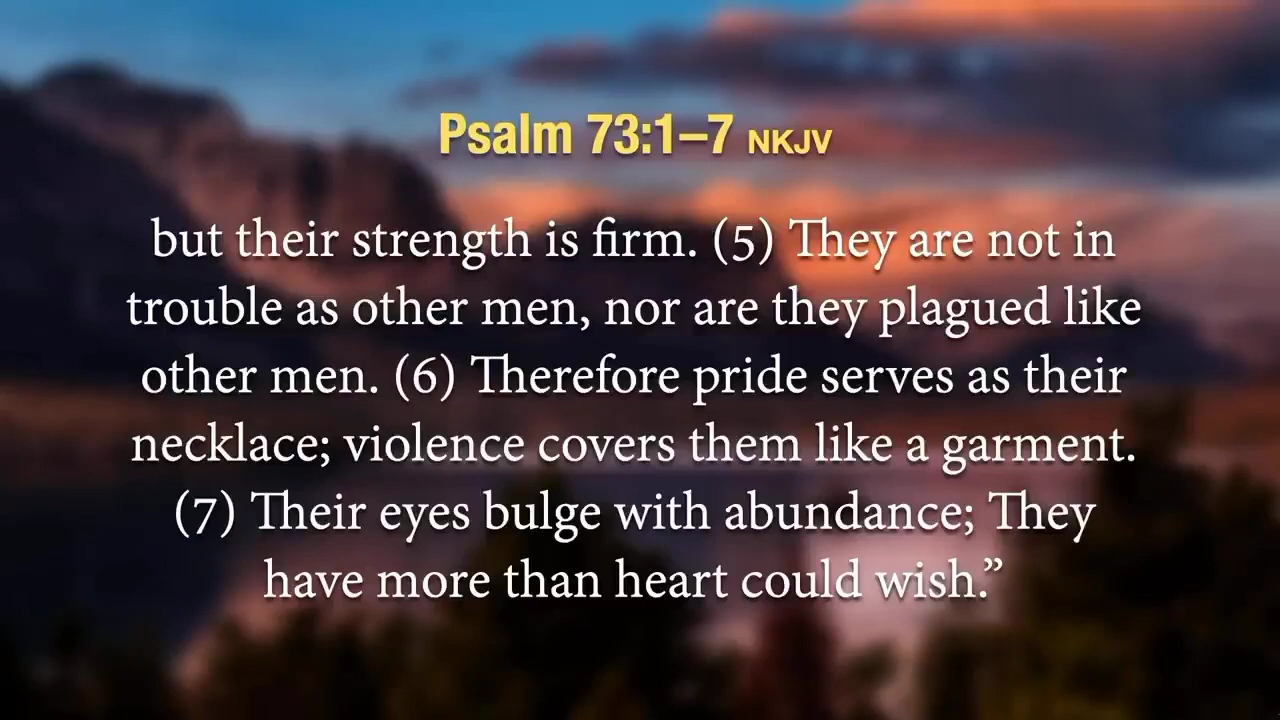 Psalm 73:1–7 NKJV
but their strength is firm. (5) They are not in
trouble as other men, nor are they plagued like
other men. (6) Therefore pride serves as their
necklace; violence covers them like a garment.
(7) Their eyes bulge with abundance; They
have more than heart could wish.”